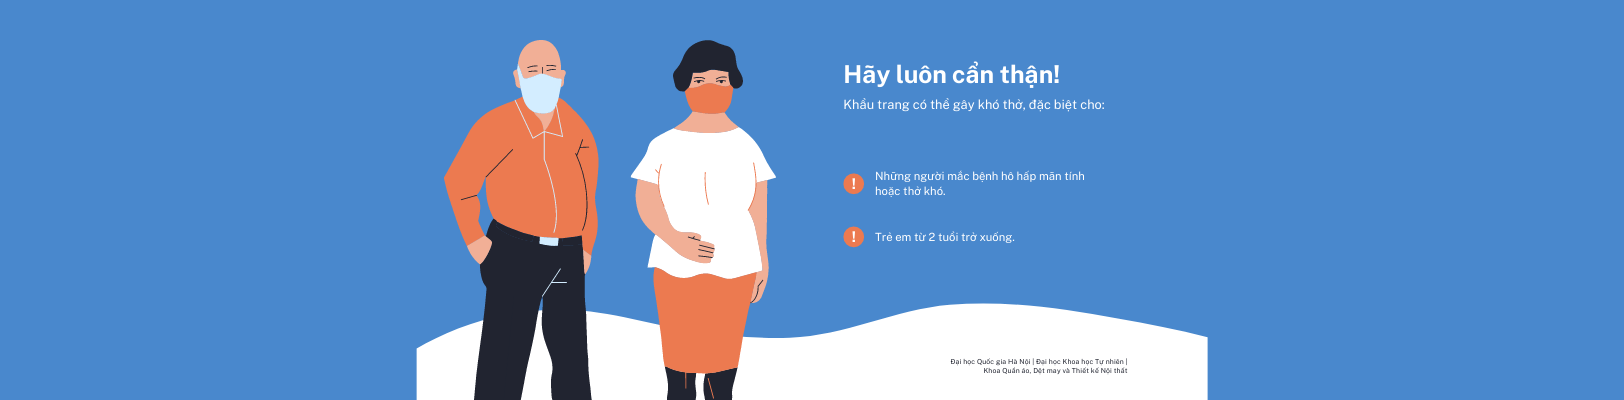 Hãy luôn cẩn thận!
Khẩu trang có thể gây khó thở, đặc biệt cho:
! Những người mắc bệnh hô hấp mãn tính
hoặc thở khó.
! Trẻ em từ 2 tuổi trở xuống.
Đại học Quốc gia Hà Nội | Đại học Khoa học Tự nhiên |
Khoa Quần áo, Dệt may và Thiết kế Nội thất